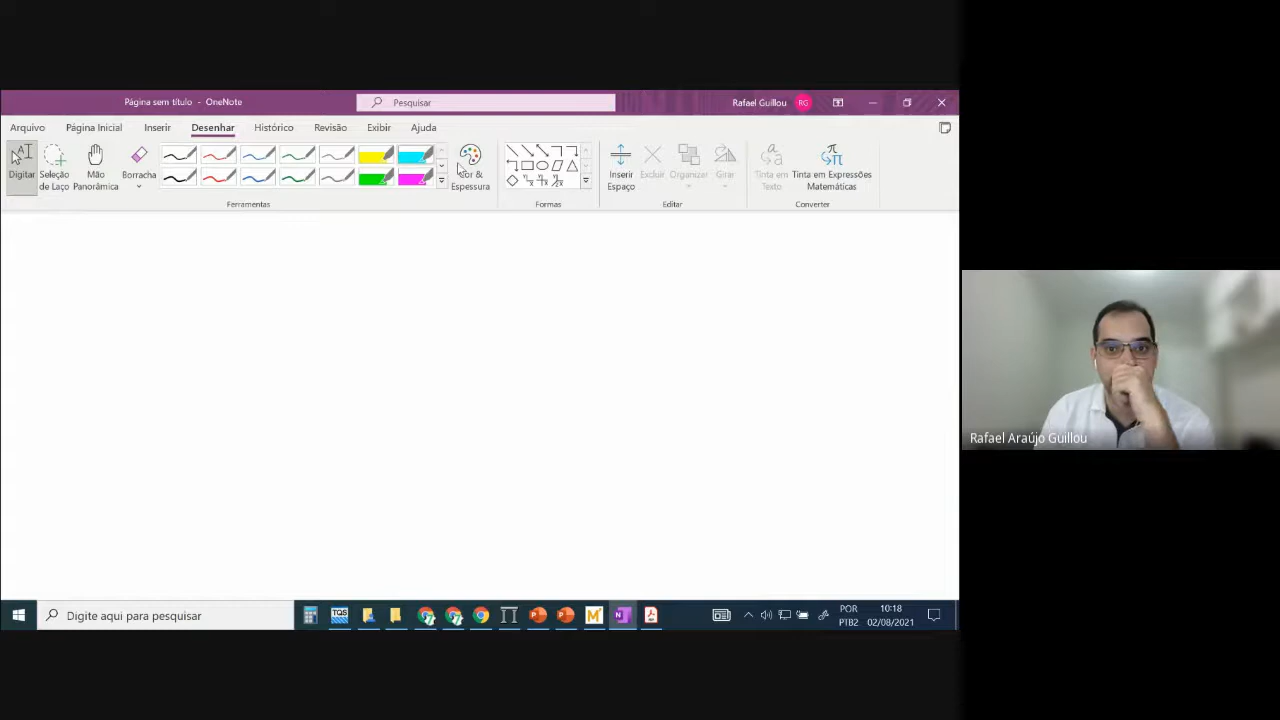 Página sem título - OneNote
Pesquisar
Rafael Guillou
RG
Arquivo
Página Inicial
Inserir
Desenhar
Histórico
Revisão
Exibir
Ajuda
Digitar
Seleção de Laço
Mão Panorâmica
Borracha
Espessura
Inserir Espaço
Excluir
Organizar
Girar
Tinta em Texto
Tinta em Expressões Matemáticas
Ferramentas
Formas
Editar
Converter
Rafael Araújo Guillou
Digite aqui para pesquisar
TQS
POR
PTB2
10:18
02/08/2021